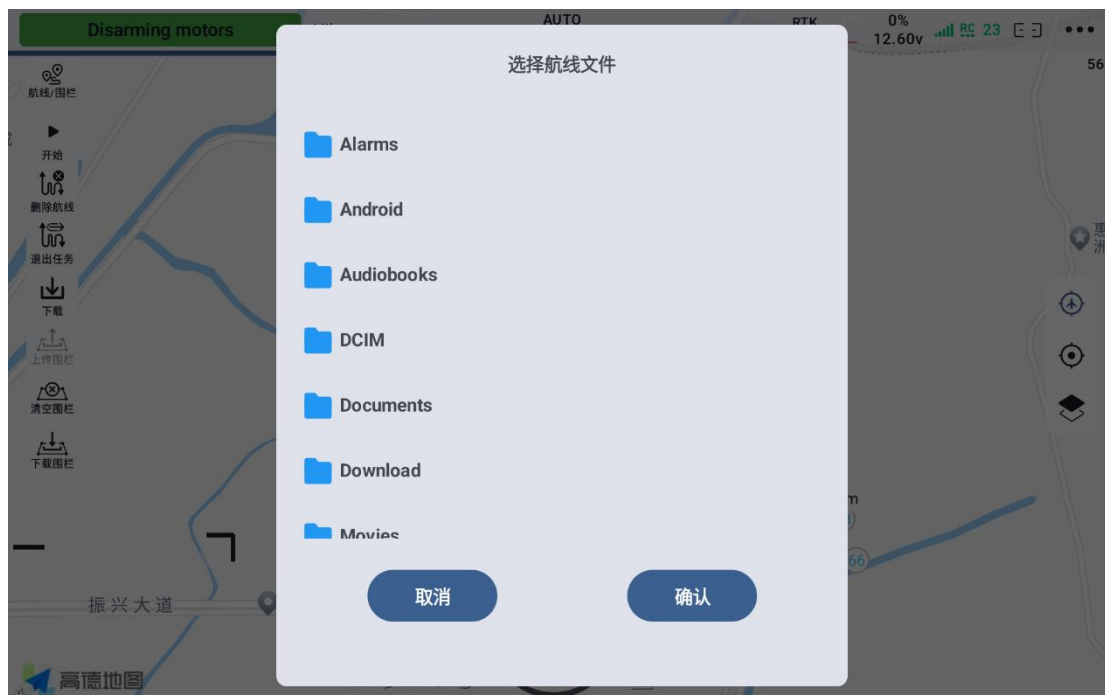 Disarming motors
AUTO
RTK
0%
12.60v
RC 23
56
选择航线文件
航线/围栏
开始
删除航线
退出任务
下载
上传围栏
清空围栏
下载围栏
Alarms
Android
Audiobooks
DCIM
Documents
Download
Movies
惠
洲
m
66
取消
确认
振兴大道
高德地图